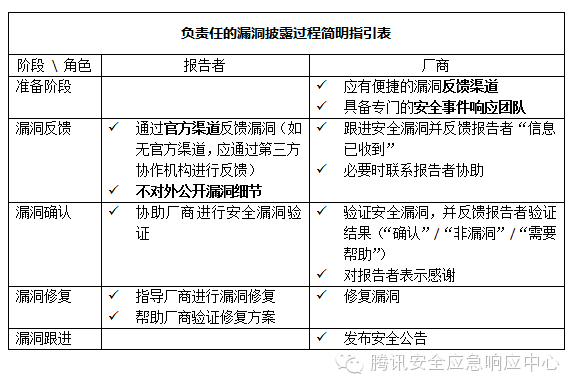 负责任的漏洞披露过程简明指引表
阶段 \ 角色
报告者
厂商
准备阶段
✓ 应有便捷的漏洞反馈渠道
✓ 具备专门的安全事件响应团队
漏洞反馈
✓ 通过官方渠道反馈漏洞（如
无官方渠道，应通过第三方
协作机构进行反馈）
✓ 不对外公开漏洞细节
✓ 跟进安全漏洞并反馈报告者“信息
已收到”
✓ 必要时联系报告者协助
漏洞确认
✓ 协助厂商进行安全漏洞验
证
✓ 验证安全漏洞，并反馈报告者验证
结果（“确认”/“非漏洞”/“需要
帮助”）
✓ 对报告者表示感谢
漏洞修复
✓ 指导厂商进行漏洞修复
✓ 帮助厂商验证修复方案
✓ 修复漏洞
漏洞跟进
✓ 发布安全公告
腾讯安全应急响应中心